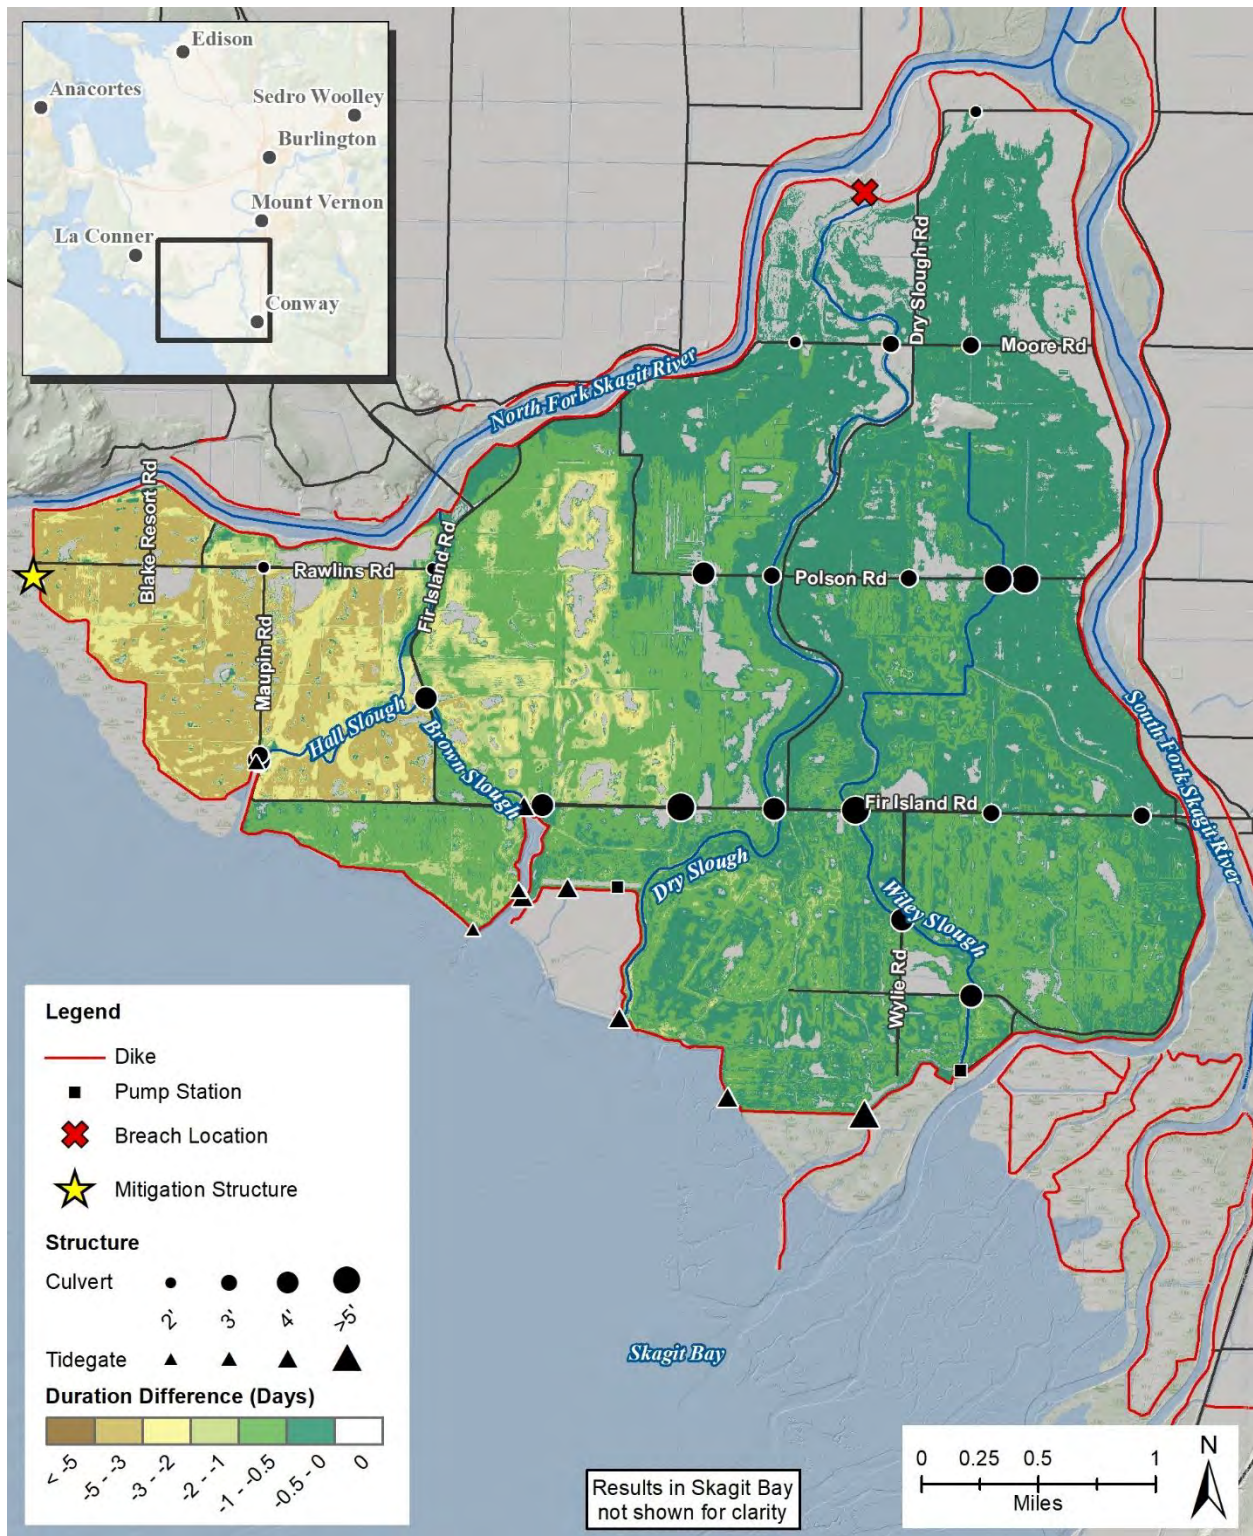 Edison
Anacortes
Sedro Woolley
Burlington
Mount Vernon
La Conner
Conway
Dry Slough Rd
Moore Rd
North Fork Skagit River
Blake Resort Rd
Rawlins Rd
Fir Island Rd
Polson Rd
Maupin Rd
Hall Slough
Brown Slough
South Fork Skagit River
Fir Island Rd
Dry Slough
Wiley Slough
Wylie Rd
Skagit Bay
Legend
Dike
Pump Station
Breach Location
Mitigation Structure
Structure
Culvert
2'
3'
4'
>5'
Tidegate
Duration Difference (Days)
< -5
-5 - -3
-3 - -2
-2 - -1
-1 - -0.5
-0.5 - 0
0
Results in Skagit Bay
not shown for clarity
0 0.25 0.5 1
Miles
N